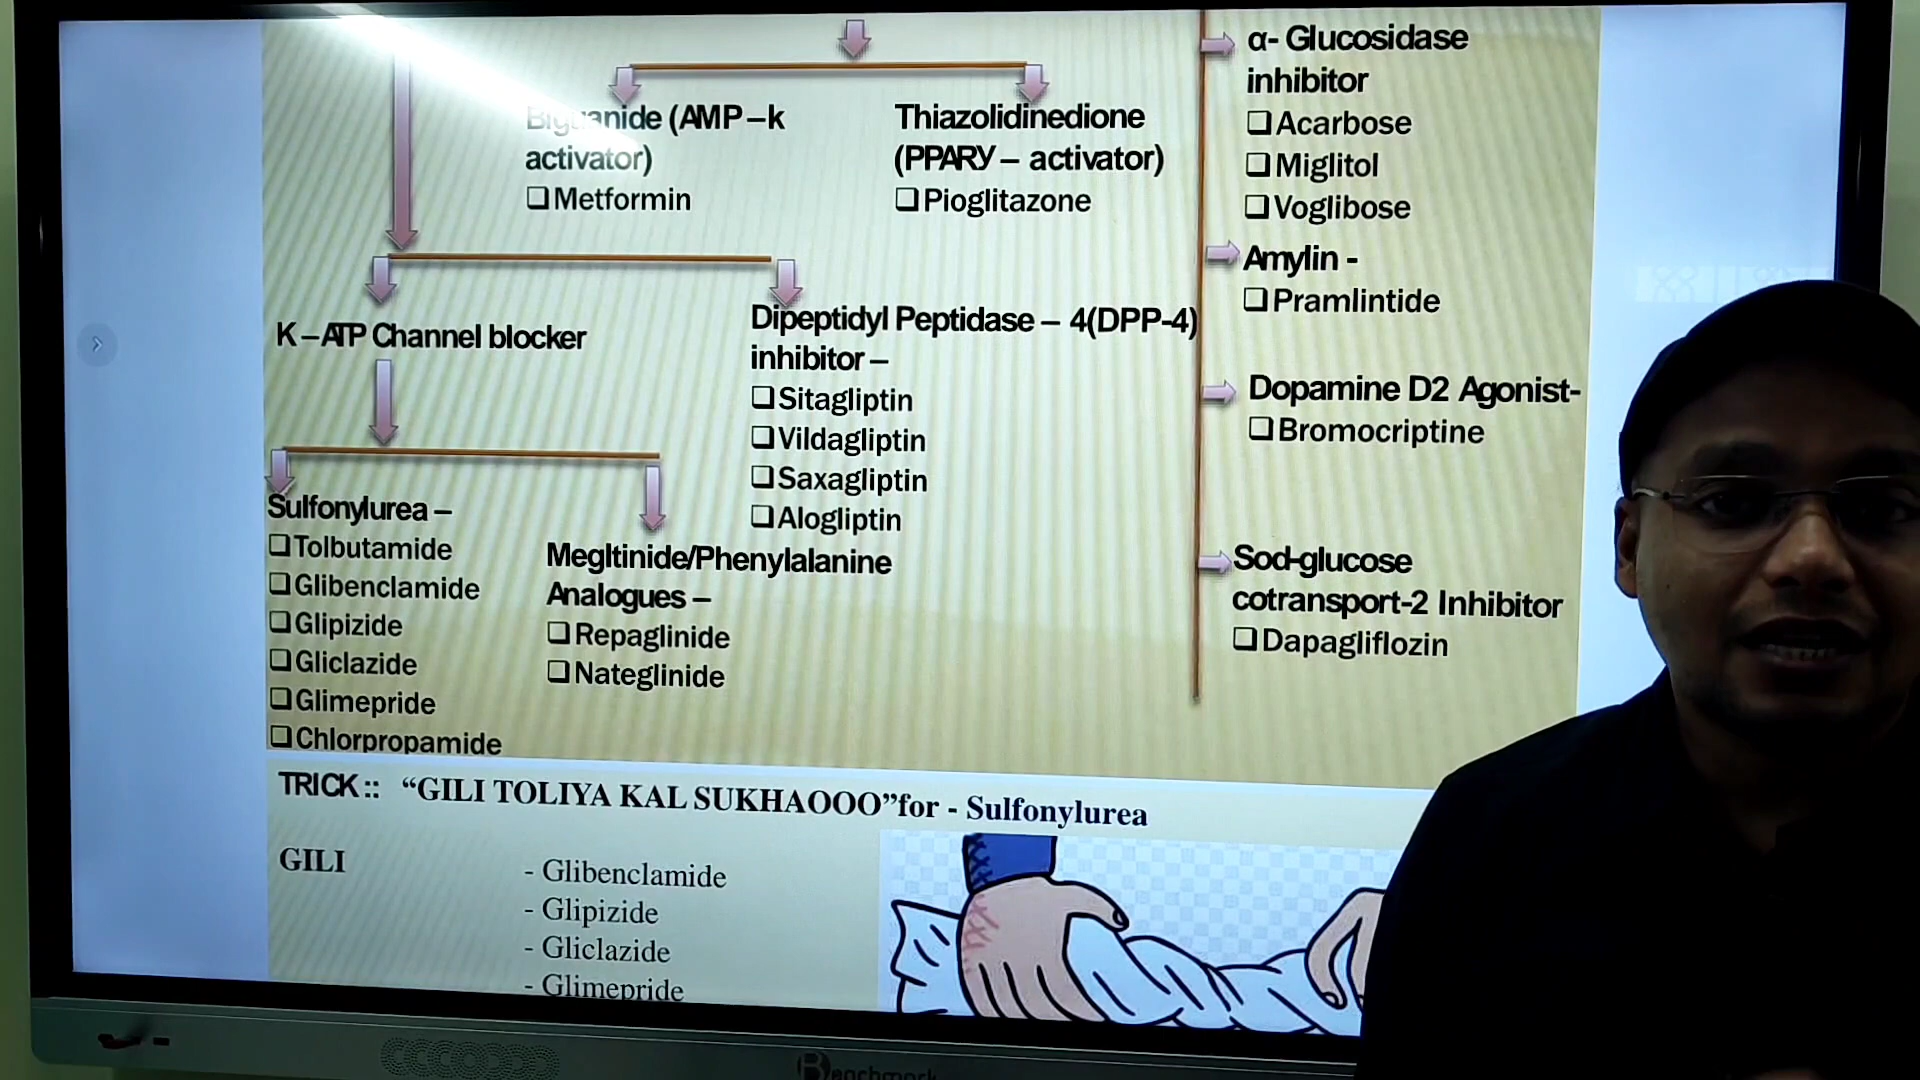 Biguanide (AMP – k
activator)
❑ Metformin
Thiazolidinedione
(PPARγ – activator)
❑ Pioglitazone
α- Glucosidase
inhibitor
❑ Acarbose
❑ Miglitol
❑ Voglibose
Amylin -
❑ Pramlintide
Dopamine D2 Agonist-
❑ Bromocriptine
Sod-glucose
cotransport-2 Inhibitor
❑ Dapagliflozin
K – ATP Channel blocker
Dipeptidyl Peptidase – 4(DPP-4)
inhibitor –
❑ Sitagliptin
❑ Vildagliptin
❑ Saxagliptin
❑ Alogliptin
Sulfonylurea –
❑ Tolbutamide
❑ Glibenclamide
❑ Glipizide
❑ Gliclazide
❑ Glimepride
❑ Chlorpropamide
Megltinide/Phenylalanine
Analogues –
❑ Repaglinide
❑ Nateglinide
TRICK :: “GILI TOLIYA KAL SUKHAOOO”for - Sulfonylurea
GILI
- Glibenclamide
- Glipizide
- Gliclazide
- Glimepride
Benchmark